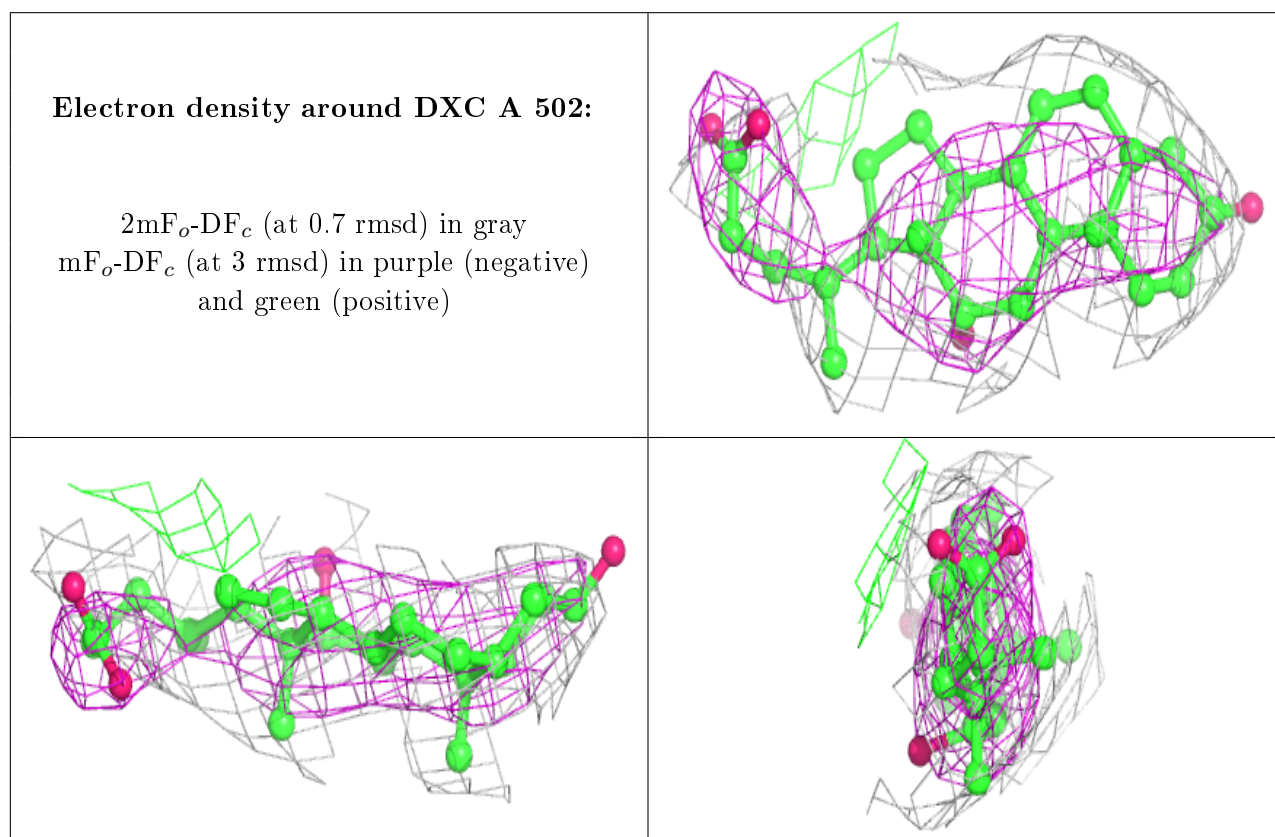 Electron density around DXC A 502:
2mFo-DFc (at 0.7 rmsd) in gray
mFo-DFc (at 3 rmsd) in purple (negative)
and green (positive)